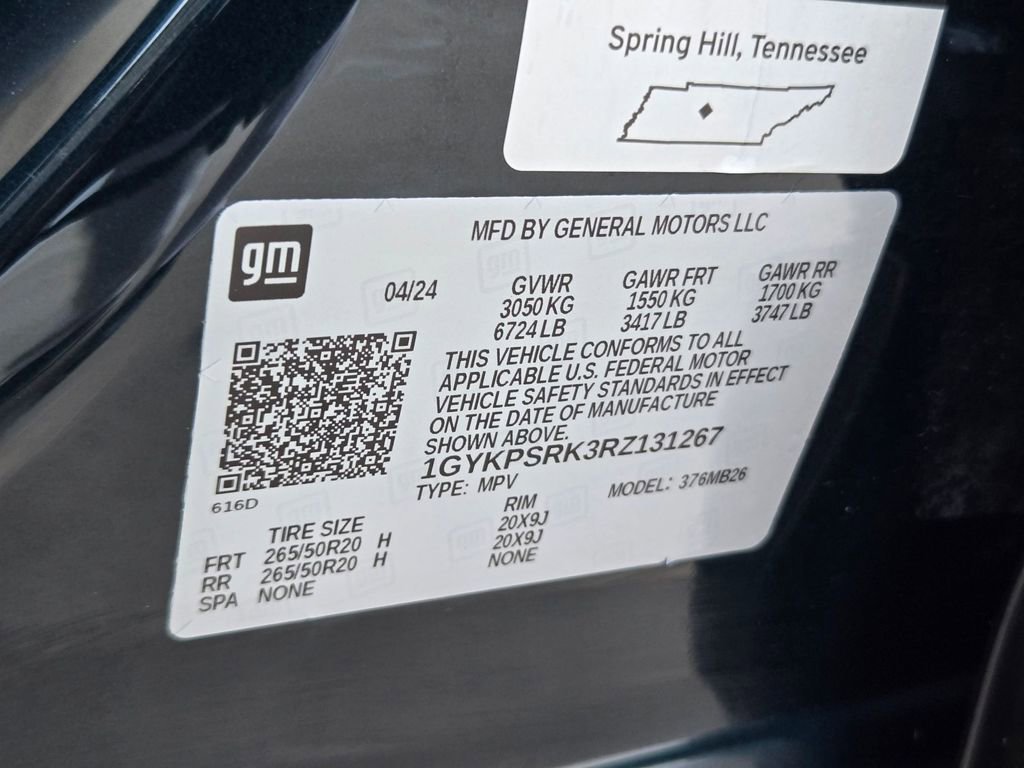 Spring Hill, Tennessee
gm
MFD BY GENERAL MOTORS LLC
04/24
GVWR GAWR FRT GAWR RR
3050 KG 1550 KG 1700 KG
6724 LB 3417 LB 3747 LB
THIS VEHICLE CONFORMS TO ALL
APPLICABLE U.S. FEDERAL MOTOR
VEHICLE SAFETY STANDARDS IN EFFECT
ON THE DATE OF MANUFACTURE
SHOWN ABOVE.
1GYKPSRK3RZ131267
TYPE: MPV MODEL: 376MB26
616D
TIRE SIZE RIM
FRT 265/50R20 H 20X9J
RR 265/50R20 H 20X9J
SPA NONE NONE